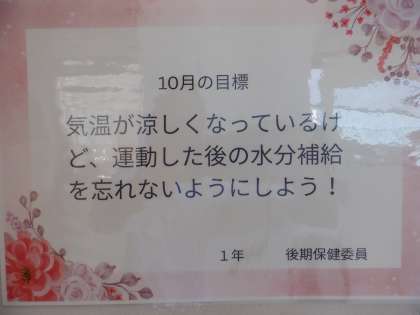 10月の目標
気温が涼しくなっているけ
ど、運動した後の水分補給
を忘れないようにしよう！
１年　　後期保健委員